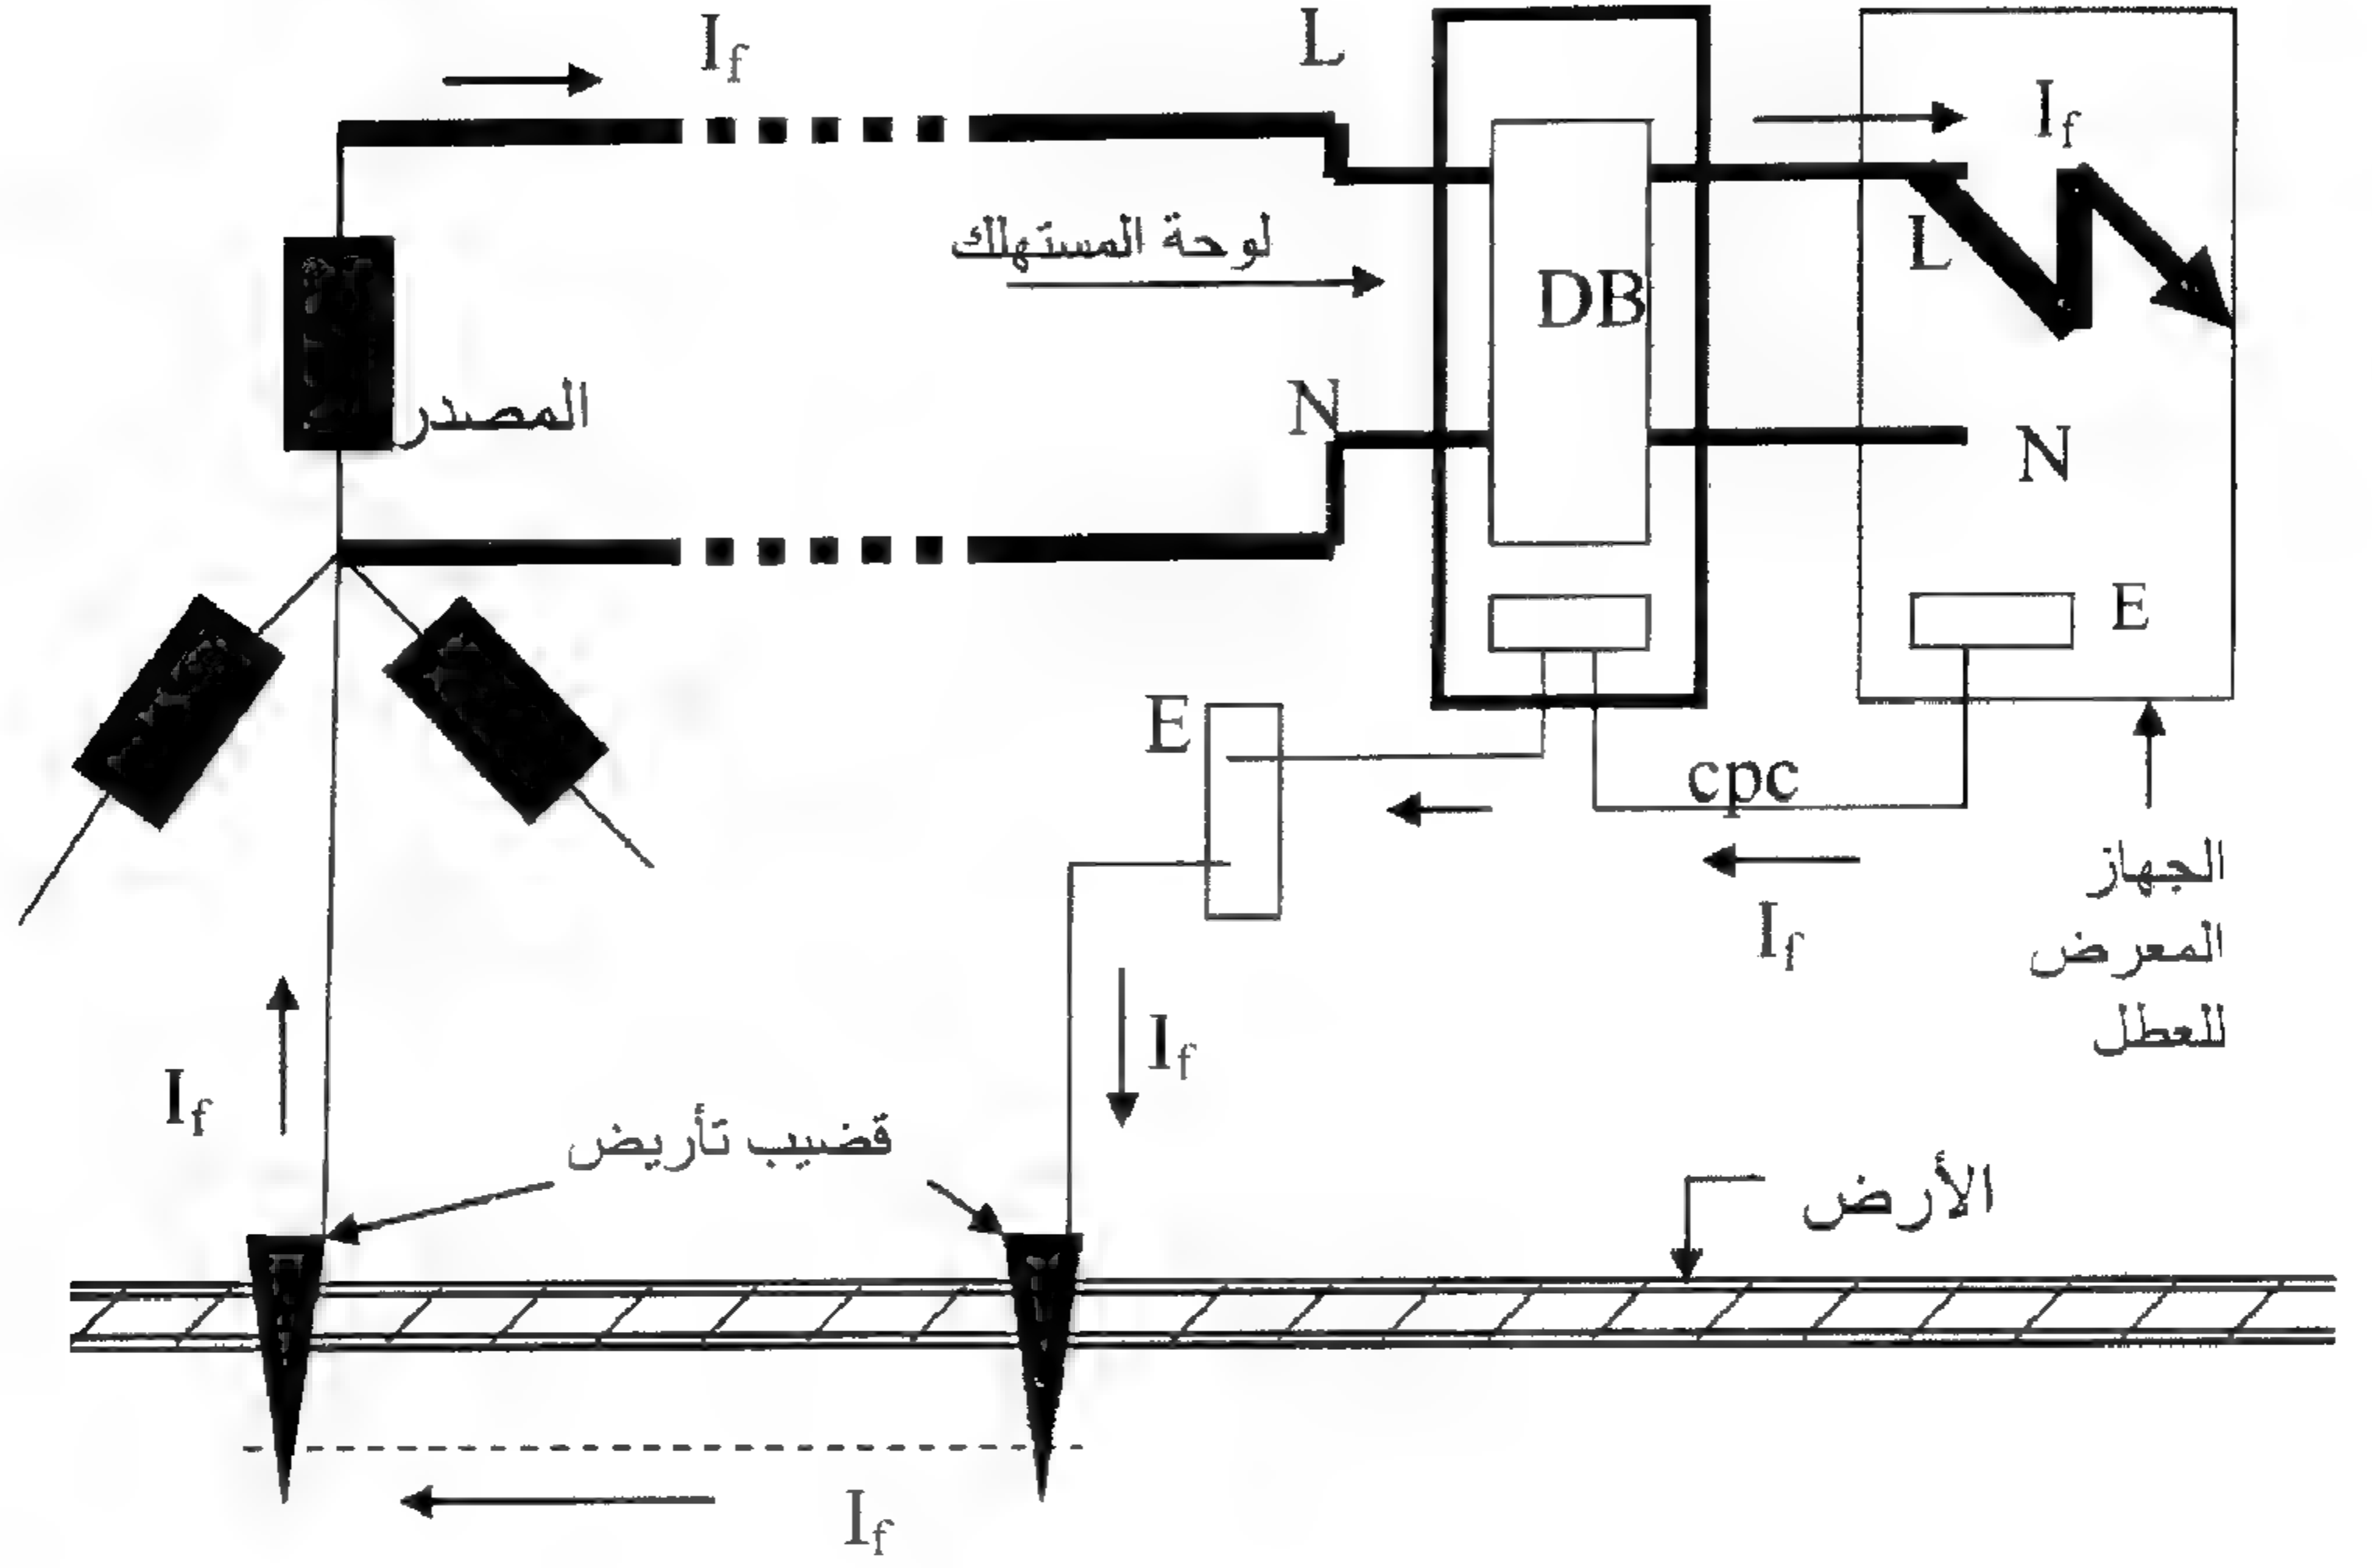 I_f
L
I_f
لوحة المستهلك
L
DB
المصدر
N
N
E
E
cpc
الجهاز
المعرض
للعطل
I_f
I_f
I_f
قضيب تأريض
الأرض
I_f